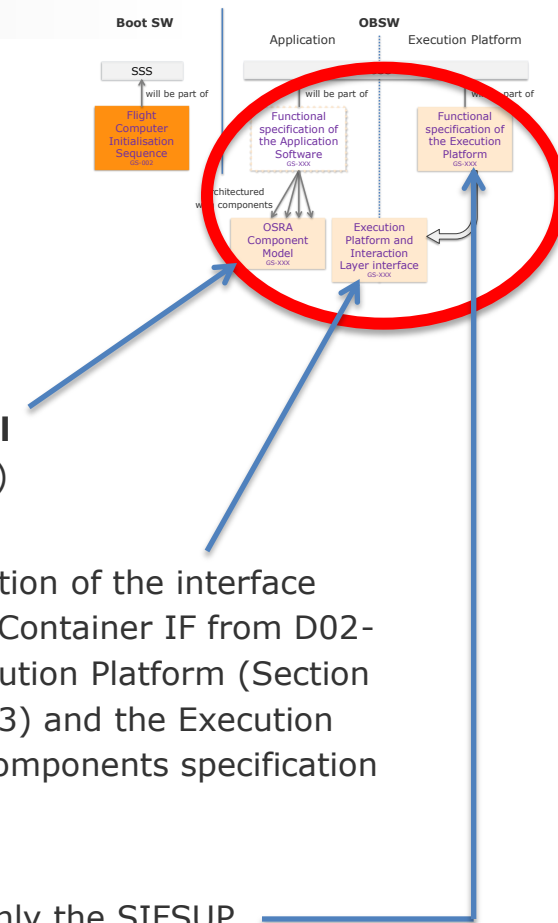 Boot SW
OBSW
Application
Execution Platform
SSS
will be part of
will be part of
part of
Flight
Computer
Initialisation
Sequence
GS-002
Functional
specification of
the Application
Software
GS-XXX
Functional
specification of
the Execution
Platform
GS-XXX
components
OSRA
Component
Model
GS-XXX
Execution
Platform and
Interaction
Layer interface
GS-XXX
l
)
tion of the interface
Container IF from D02-
ution Platform (Section
3) and the Execution
omponents specification
nly the SIFSUP